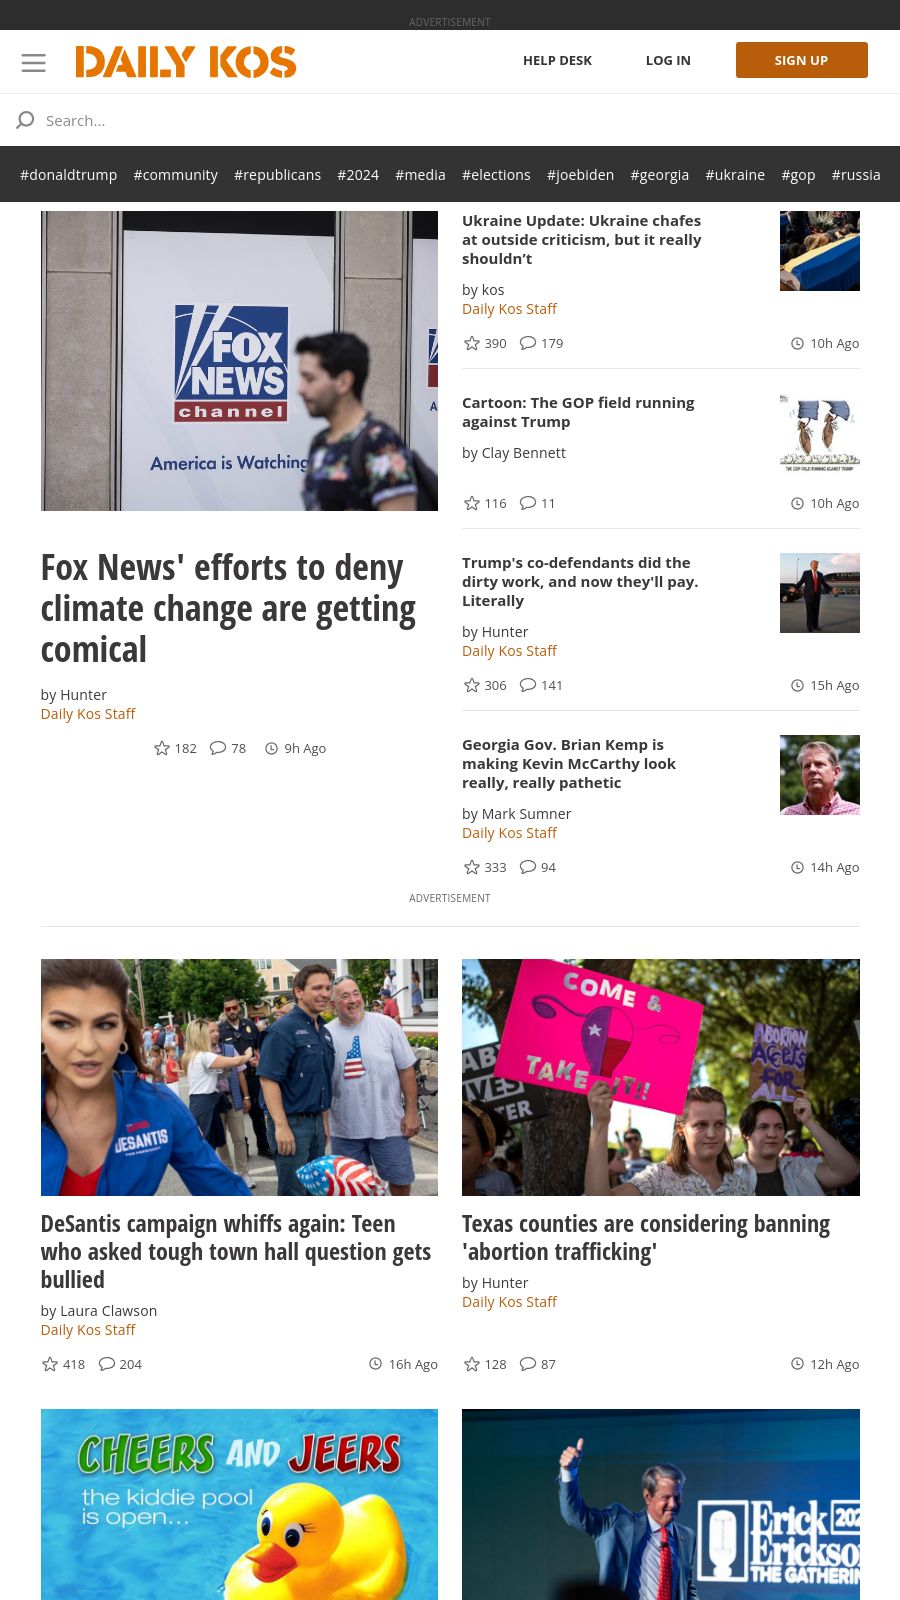 ADVERTISEMENT
DAILY KOS
HELP DESK
LOG IN
SIGN UP
Search...
#donaldtrump #community #republicans #2024 #media #elections #joebiden #georgia #ukraine #gop #russia
FOX
NEWS
channel
America is Watching
Fox News' efforts to deny
climate change are getting
comical
by Hunter
Daily Kos Staff
182 78 9h Ago
Ukraine Update: Ukraine chafes
at outside criticism, but it really
shouldn’t
by kos
Daily Kos Staff
390 179 10h Ago
Cartoon: The GOP field running
against Trump
by Clay Bennett
THE GOP FIELD RUNNING AGAINST TRUMP
116 11 10h Ago
Trump's co-defendants did the
dirty work, and now they'll pay.
Literally
by Hunter
Daily Kos Staff
306 141 15h Ago
Georgia Gov. Brian Kemp is
making Kevin McCarthy look
really, really pathetic
by Mark Sumner
Daily Kos Staff
333 94 14h Ago
ADVERTISEMENT
DESANTIS
DeSantis campaign whiffs again: Teen
who asked tough town hall question gets
bullied
by Laura Clawson
Daily Kos Staff
418 204 16h Ago
COME &
TAKE IT!!
ABORTION
ACCESS
FOR
ALL
Texas counties are considering banning
'abortion trafficking'
by Hunter
Daily Kos Staff
128 87 12h Ago
CHEERS AND JEERS
the kiddie pool
is open...
Erick 202
Erickso
THE GATHERIN